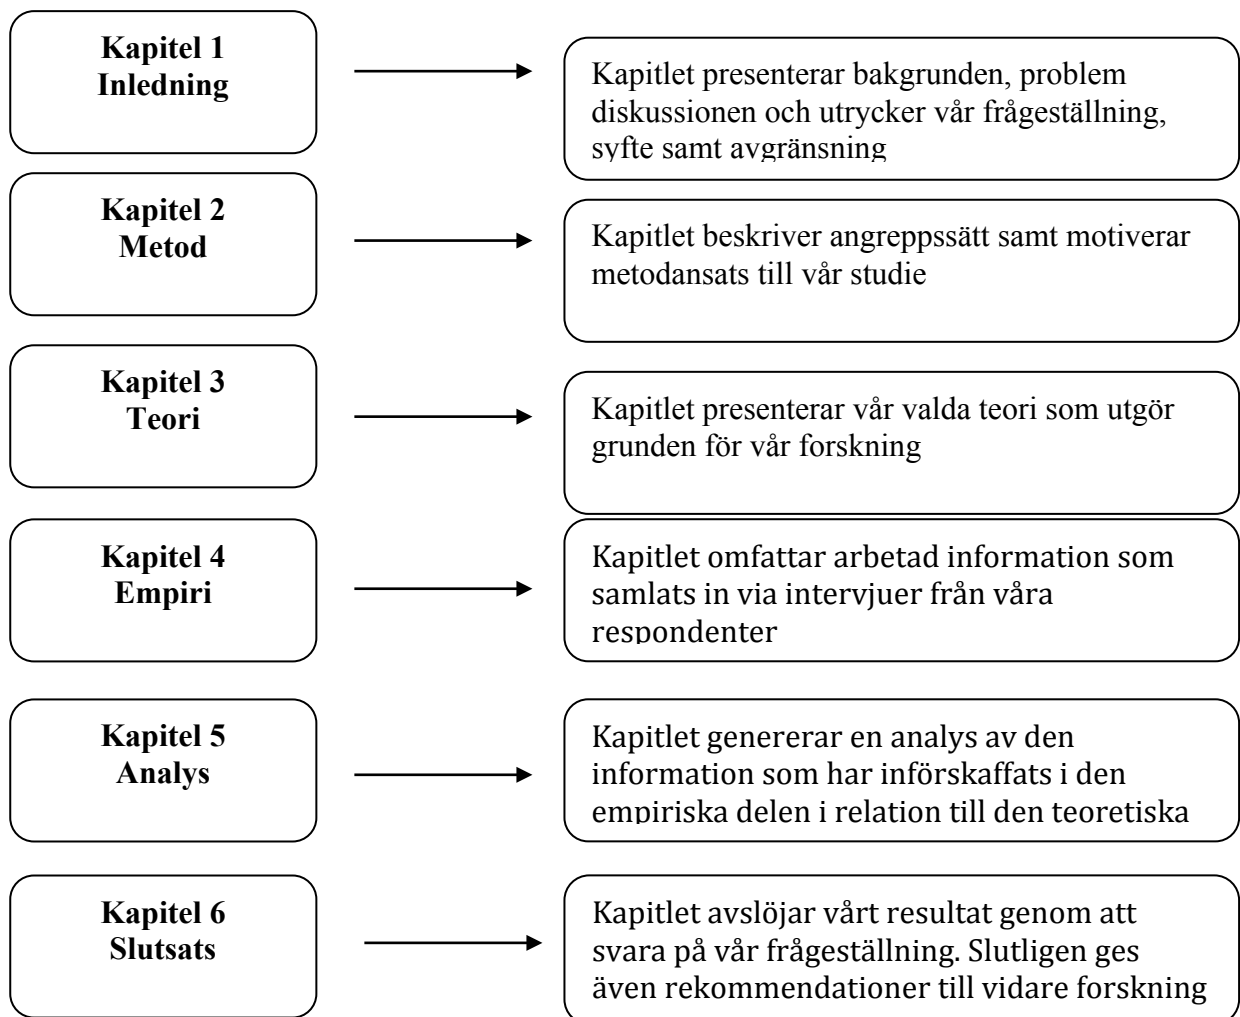 Kapitel 1
Inledning
Kapitlet presenterar bakgrunden, problem
diskussionen och utrycker vår frågeställning,
syfte samt avgränsning
Kapitel 2
Metod
Kapitlet beskriver angreppssätt samt motiverar
metodansats till vår studie
Kapitel 3
Teori
Kapitlet presenterar vår valda teori som utgör
grunden för vår forskning
Kapitel 4
Empiri
Kapitlet omfattar arbetad information som
samlats in via intervjuer från våra
respondenter
Kapitel 5
Analys
Kapitlet genererar en analys av den
information som har införskaffats i den
empiriska delen i relation till den teoretiska
Kapitel 6
Slutsats
Kapitlet avslöjar vårt resultat genom att
svara på vår frågeställning. Slutligen ges
även rekommendationer till vidare forskning